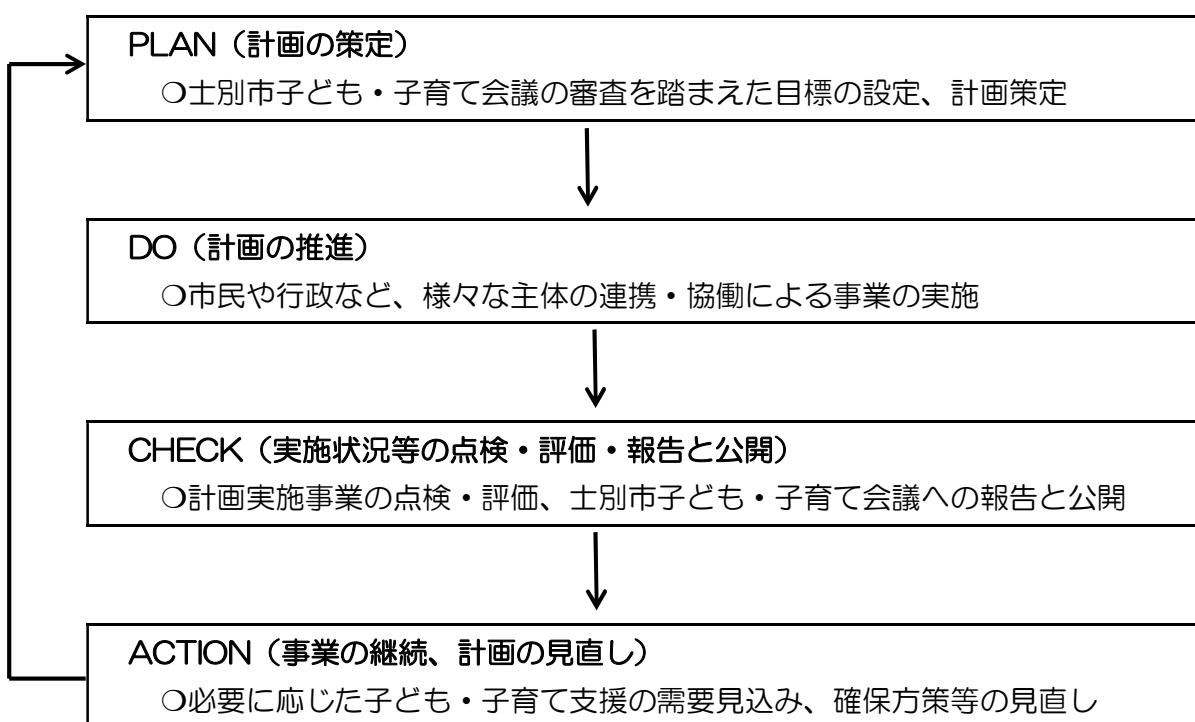 PLAN（計画の策定）
○士別市子ども・子育て会議の審査を踏まえた目標の設定、計画策定
DO（計画の推進）
○市民や行政など、様々な主体の連携・協働による事業の実施
CHECK（実施状況等の点検・評価・報告と公開）
○計画実施事業の点検・評価、士別市子ども・子育て会議への報告と公開
ACTION（事業の継続、計画の見直し）
○必要に応じた子ども・子育て支援の需要見込み、確保方策等の見直し